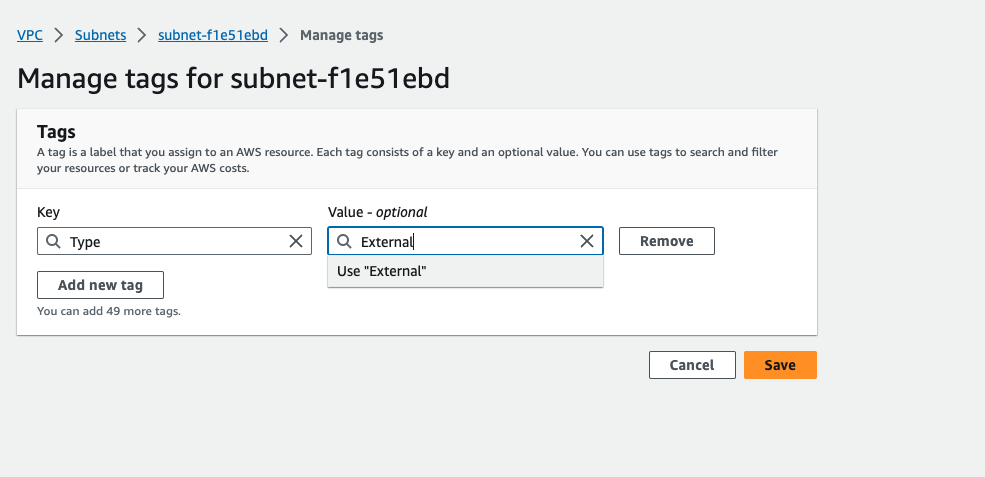 VPC > Subnets > subnet-f1e51ebd > Manage tags
Manage tags for subnet-f1e51ebd
Tags
A tag is a label that you assign to an AWS resource. Each tag consists of a key and an optional value. You can use tags to search and filter
your resources or track your AWS costs.
Key
Value - optional
Type
External
Remove
Use "External"
Add new tag
You can add 49 more tags.
Cancel
Save